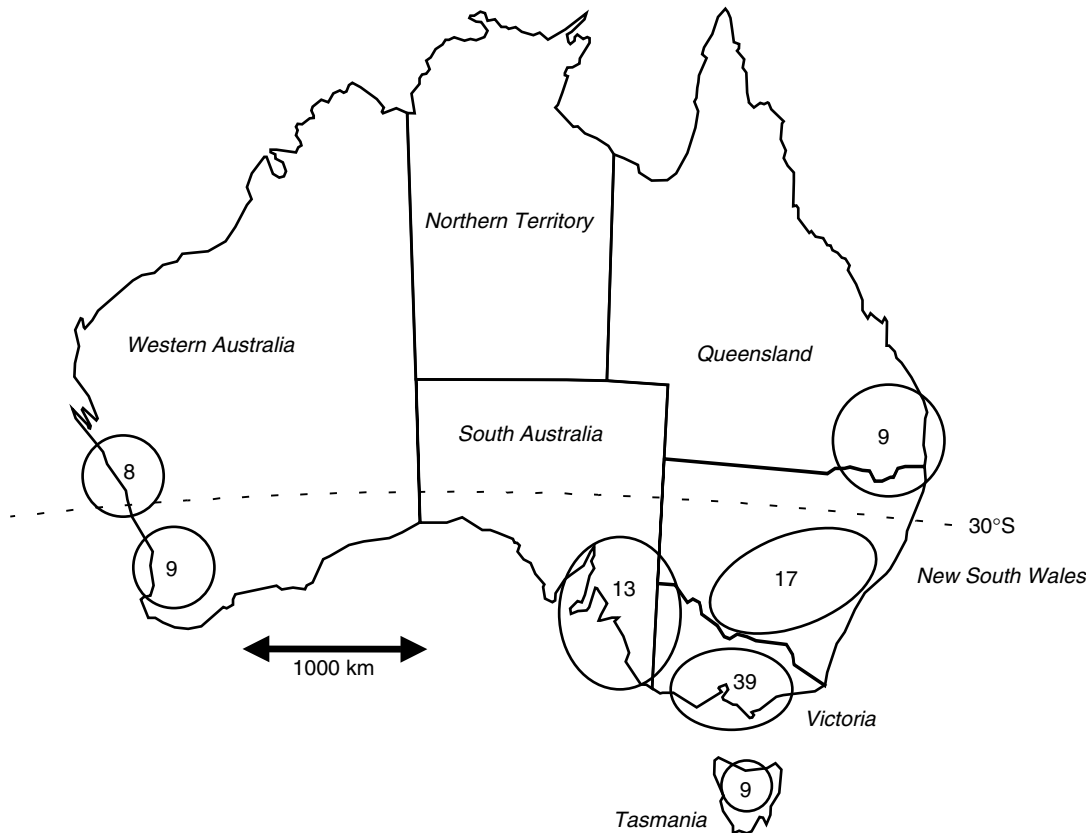 Northern Territory
Western Australia
Queensland
South Australia
9
8
30°S
9
13
17
New South Wales
1000 km
39
Victoria
9
Tasmania